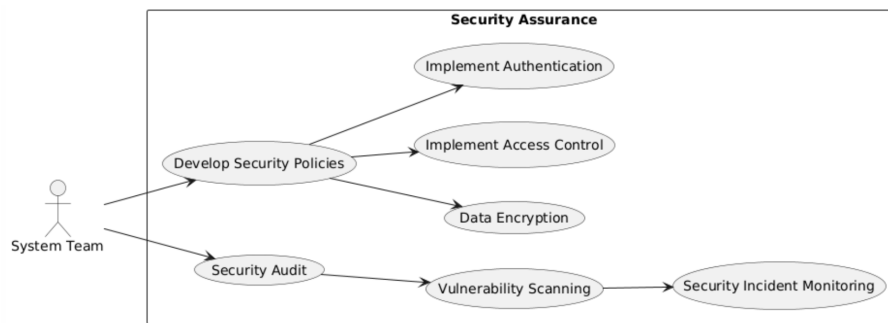 Security Assurance
Implement Authentication
Implement Access Control
Develop Security Policies
Data Encryption
System Team
Security Audit
Vulnerability Scanning
Security Incident Monitoring